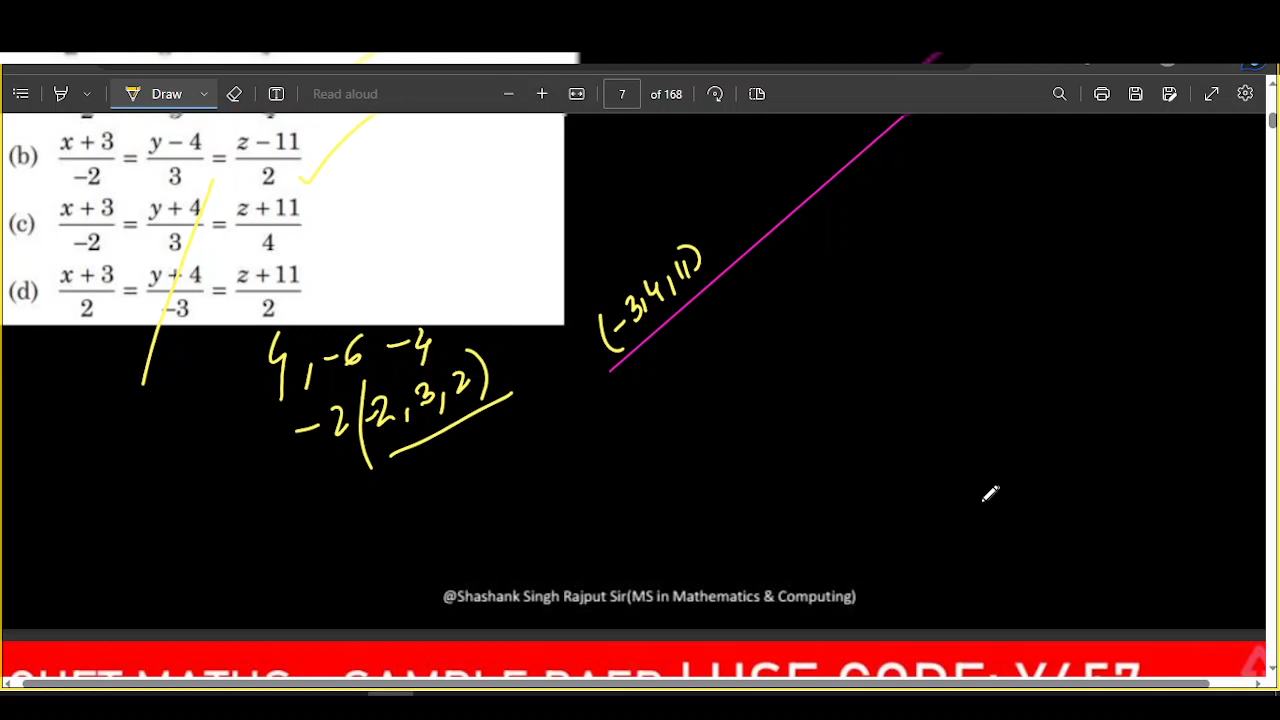 Draw
Read aloud
7 of 168
(b) x + 3 / -2 = y - 4 / 3 = z - 11 / 2
(c) x + 3 / -2 = y + 4 / 3 = z + 11 / 4
(d) x + 3 / 2 = y + 4 / -3 = z + 11 / 2
(-3,4,11)
4, -6 -4
-2(-2, 3, 2)
@Shashank Singh Rajput Sir(MS in Mathematics & Computing)